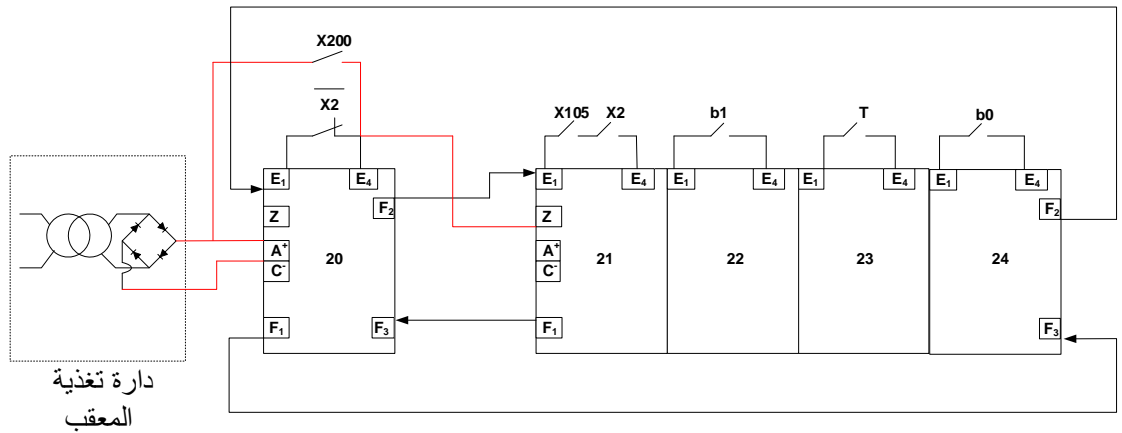 X200
X2
X105 X2 b1 T b0
E1 E4 E1 E4 E1 E4 E1 E4 E1 E4
F2 F2
Z Z
A+ A+
20 21 22 23 24
C- C-
F1 F3 F1 F3
دارة تغذية
المعقب